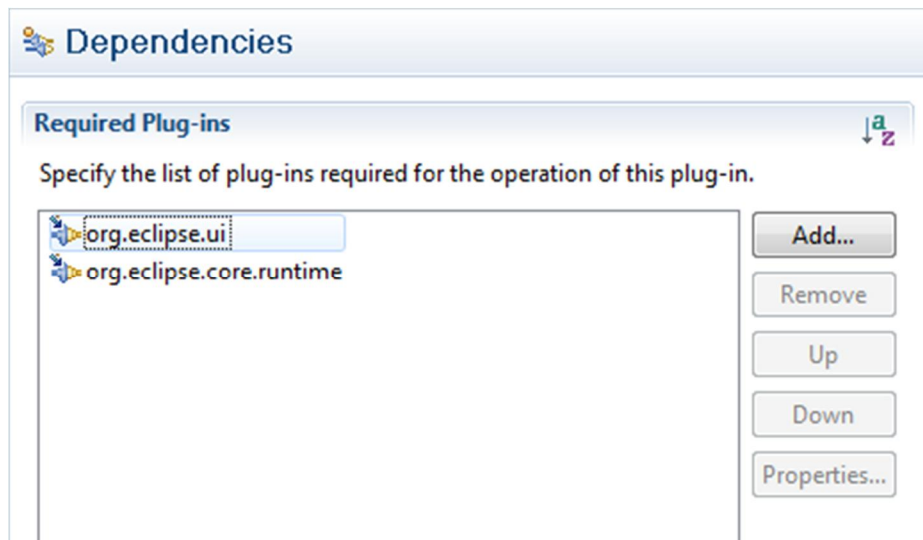 Dependencies
Required Plug-ins
Specify the list of plug-ins required for the operation of this plug-in.
org.eclipse.ui
org.eclipse.core.runtime
Add...
Remove
Up
Down
Properties...